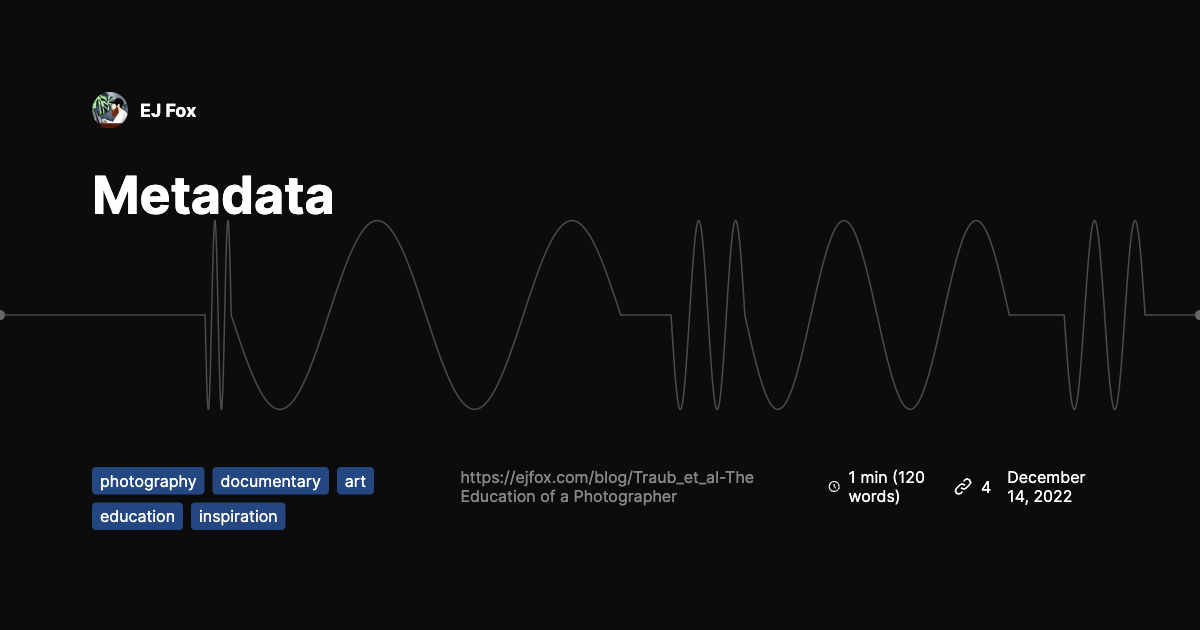 EJ Fox
Metadata
photography documentary art
education inspiration
https://ejfox.com/blog/Traub_et_al-The
Education of a Photographer
1 min (120
words)
4
December
14, 2022